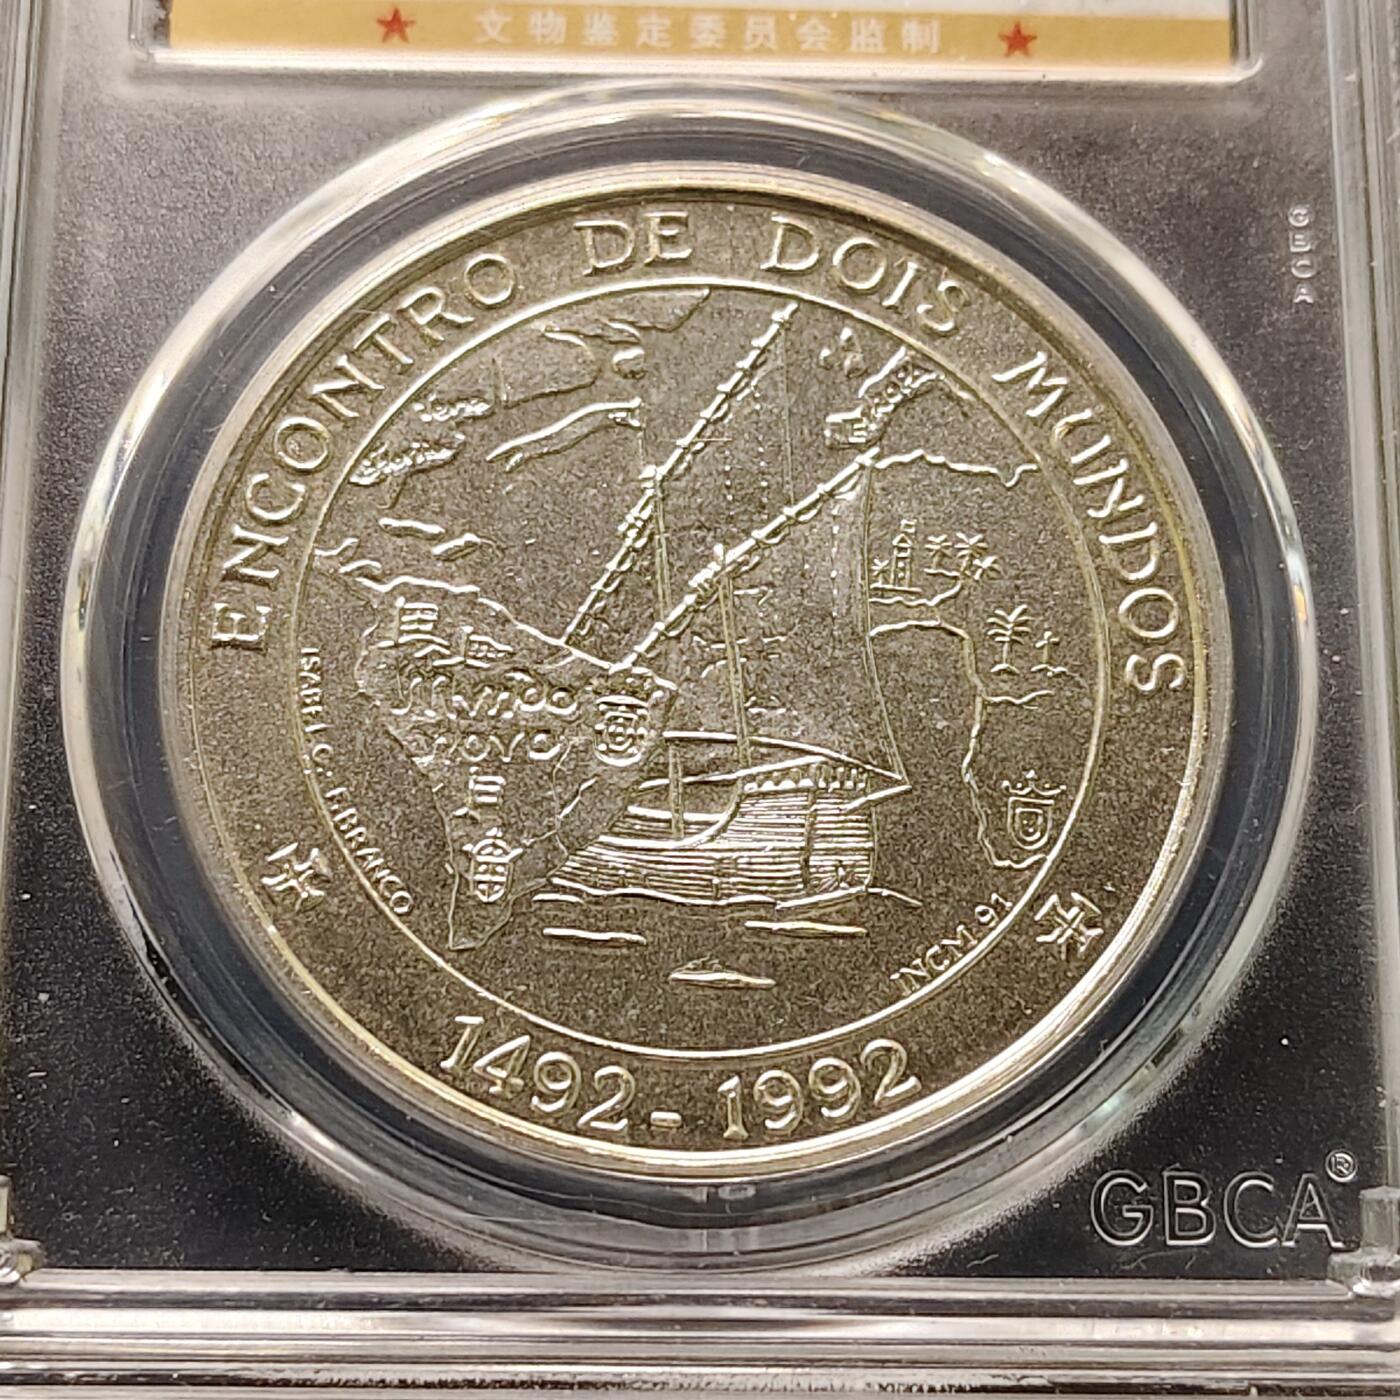 文物鉴定委员会监制
GBCA
ENCONTRO DE DOIS MUNDOS
MUNDO
NOVO
ISABEL C. F. BRANCO
INCM 91
1492-1992
GBCA®